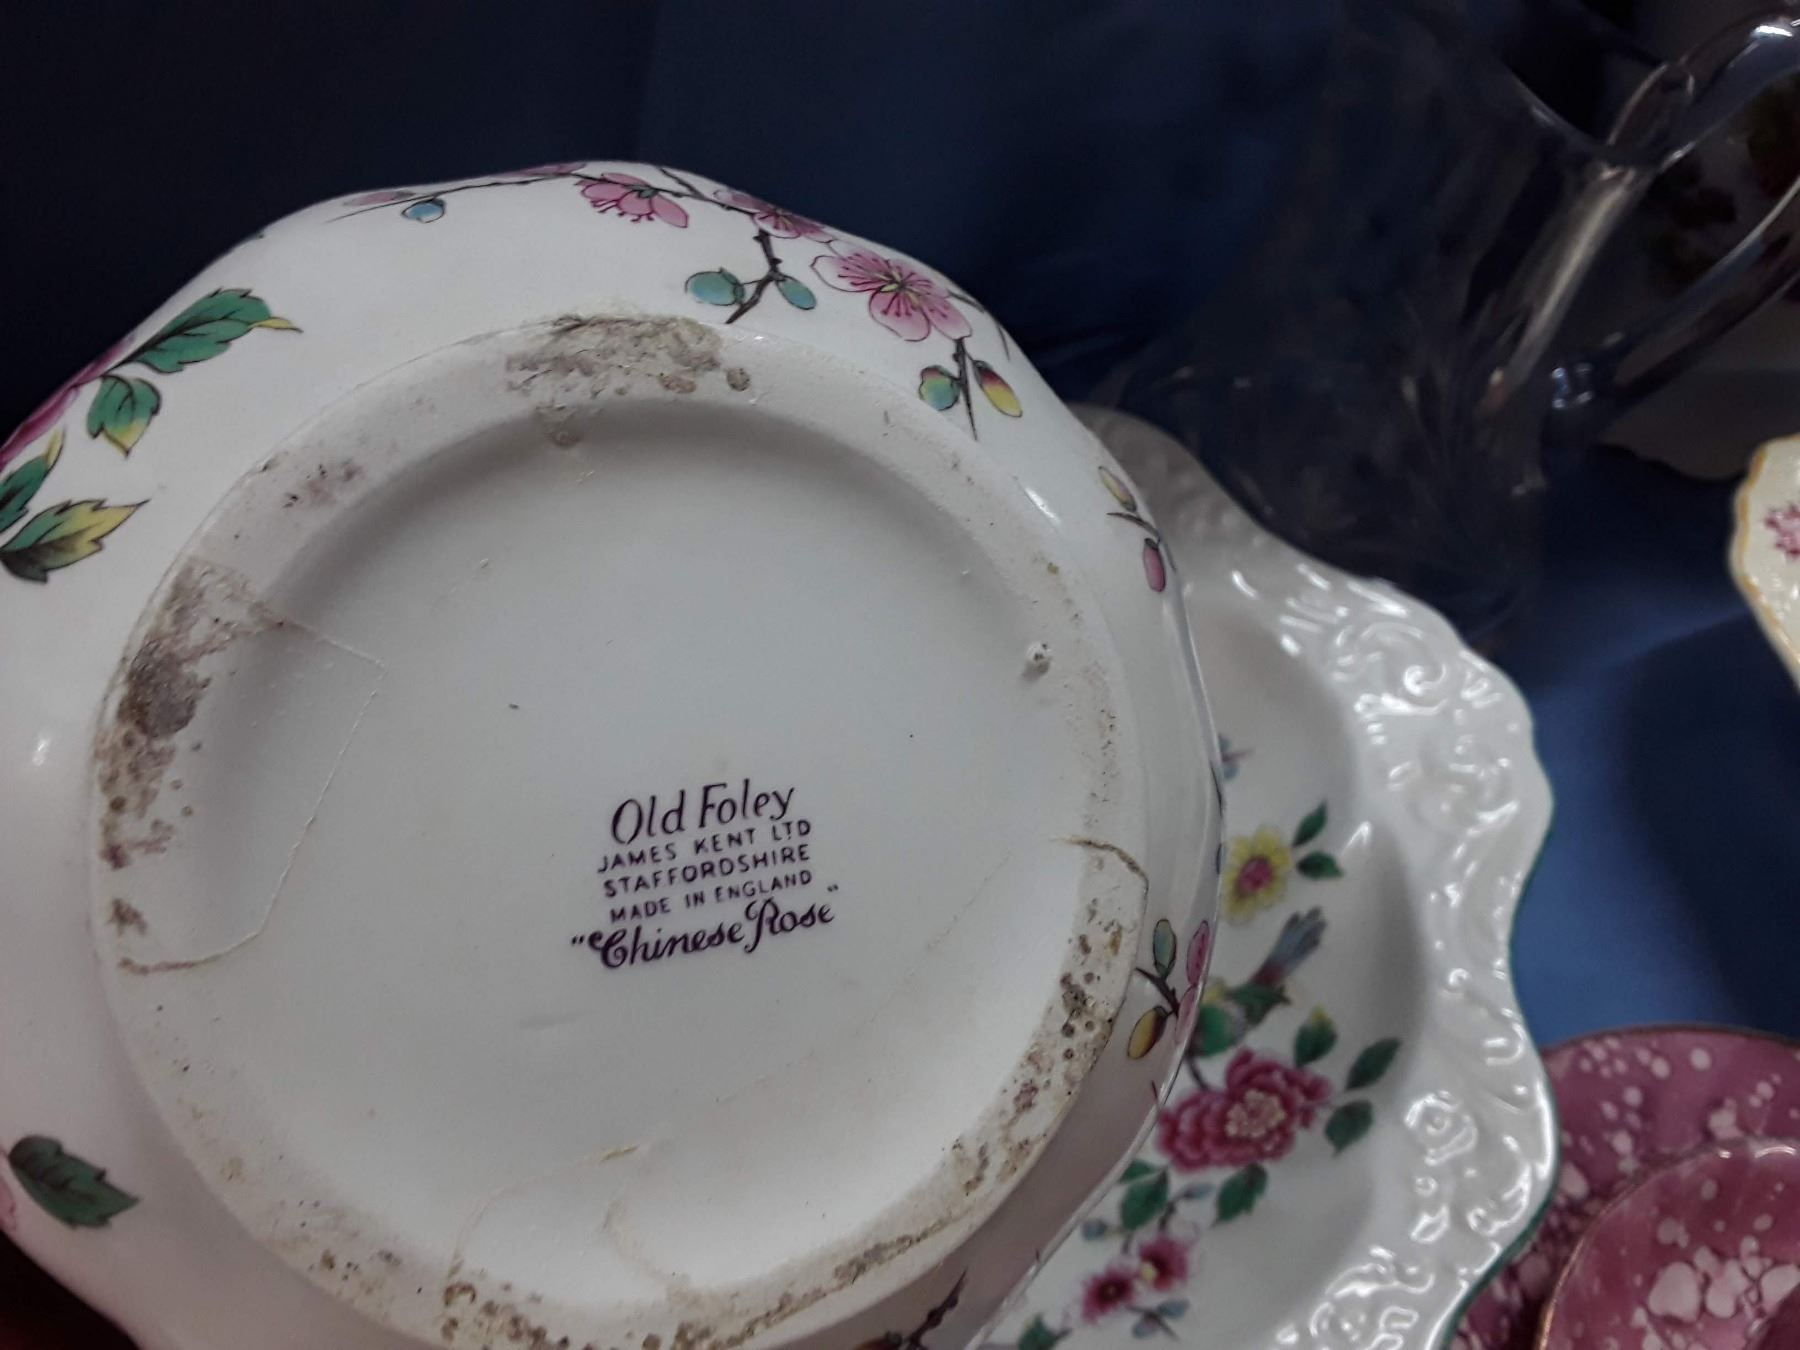 Old Foley
JAMES KENT LTD
STAFFORDSHIRE
MADE IN ENGLAND
"Chinese Rose"